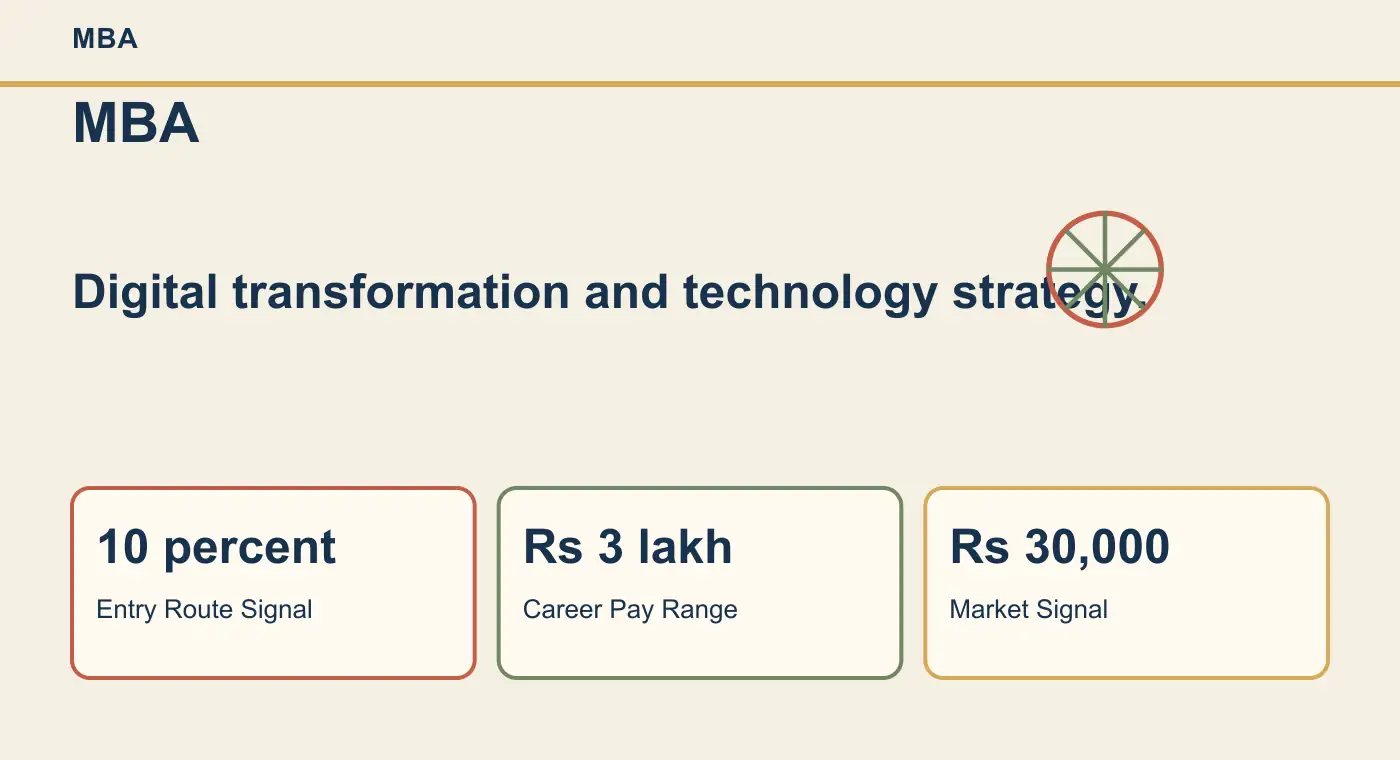 MBA
MBA
Digital transformation and technology strategy.
10 percent
Entry Route Signal
Rs 3 lakh
Career Pay Range
Rs 30,000
Market Signal